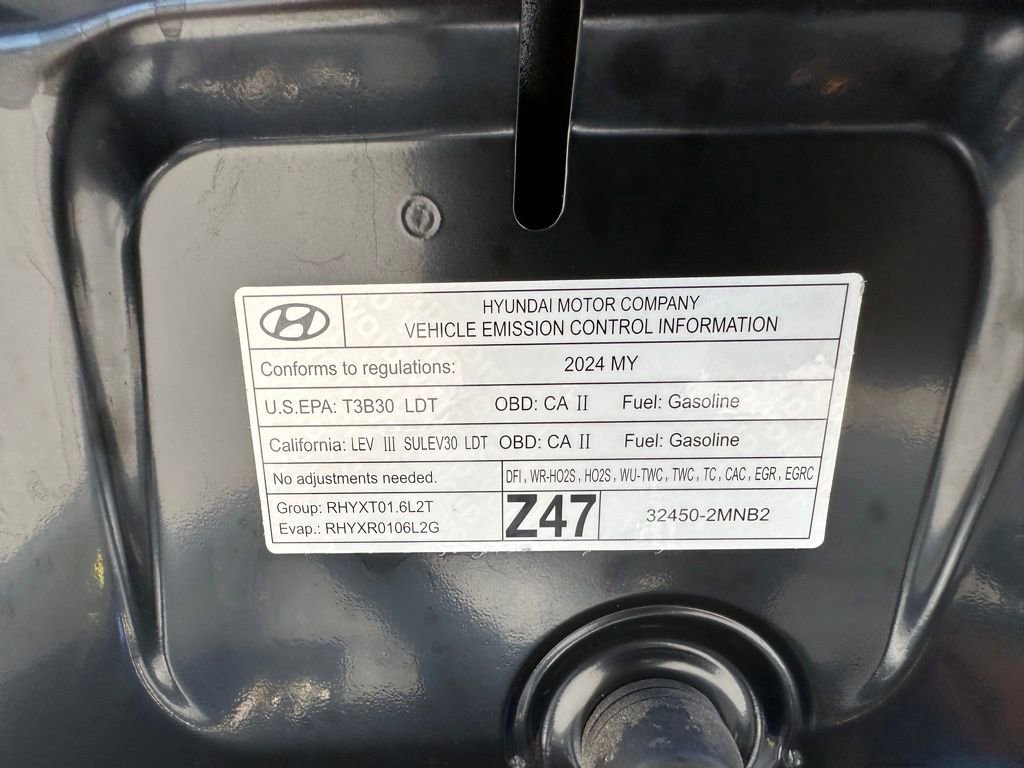 HYUNDAI MOTOR COMPANY
VEHICLE EMISSION CONTROL INFORMATION
Conforms to regulations: 2024 MY
U.S.EPA: T3B30 LDT OBD: CA II Fuel: Gasoline
California: LEV III SULEV30 LDT OBD: CA II Fuel: Gasoline
No adjustments needed. DFI , WR-HO2S , HO2S , WU-TWC , TWC , TC , CAC , EGR , EGRC
Group: RHYXT01.6L2T
Evap.: RHYXR0106L2G
Z47
32450-2MNB2